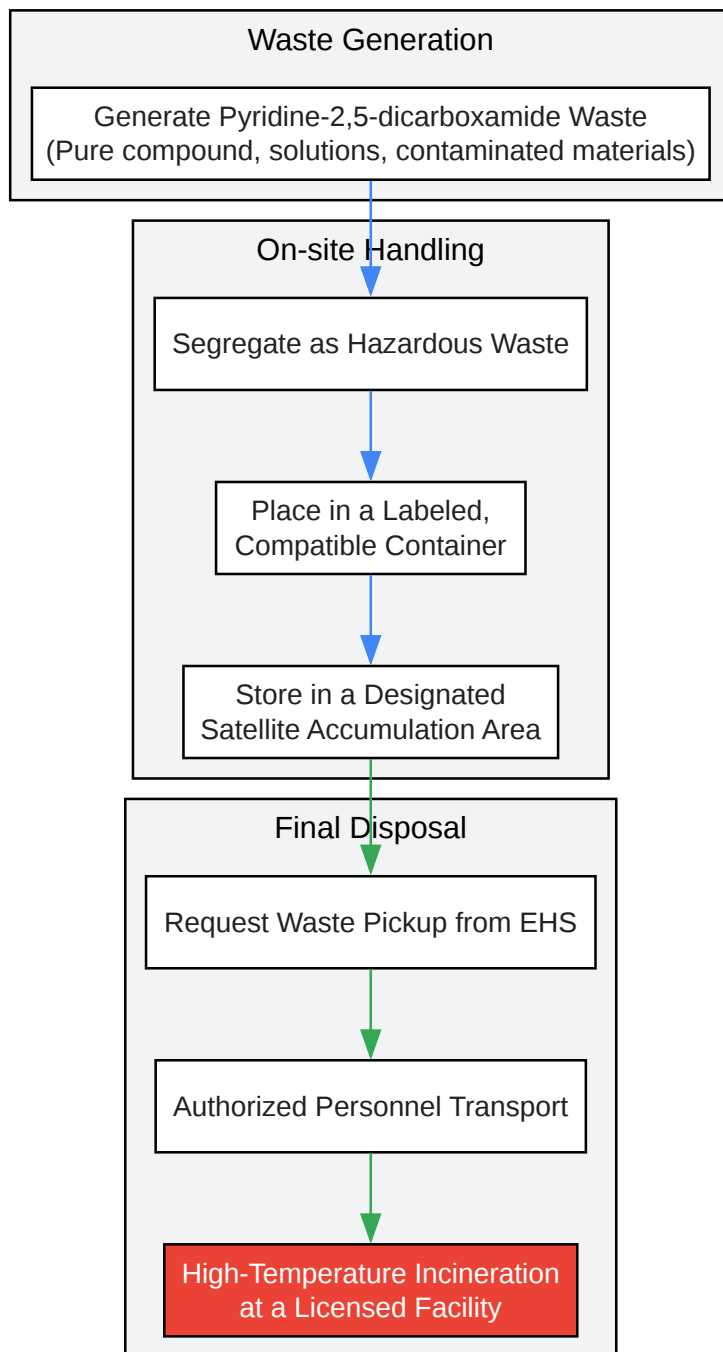 Waste Generation
Generate Pyridine-2,5-dicarboxamide Waste
(Pure compound, solutions, contaminated materials)
On-site Handling
Segregate as Hazardous Waste
Place in a Labeled,
Compatible Container
Store in a Designated
Satellite Accumulation Area
Final Disposal
Request Waste Pickup from EHS
Authorized Personnel Transport
High-Temperature Incineration
at a Licensed Facility